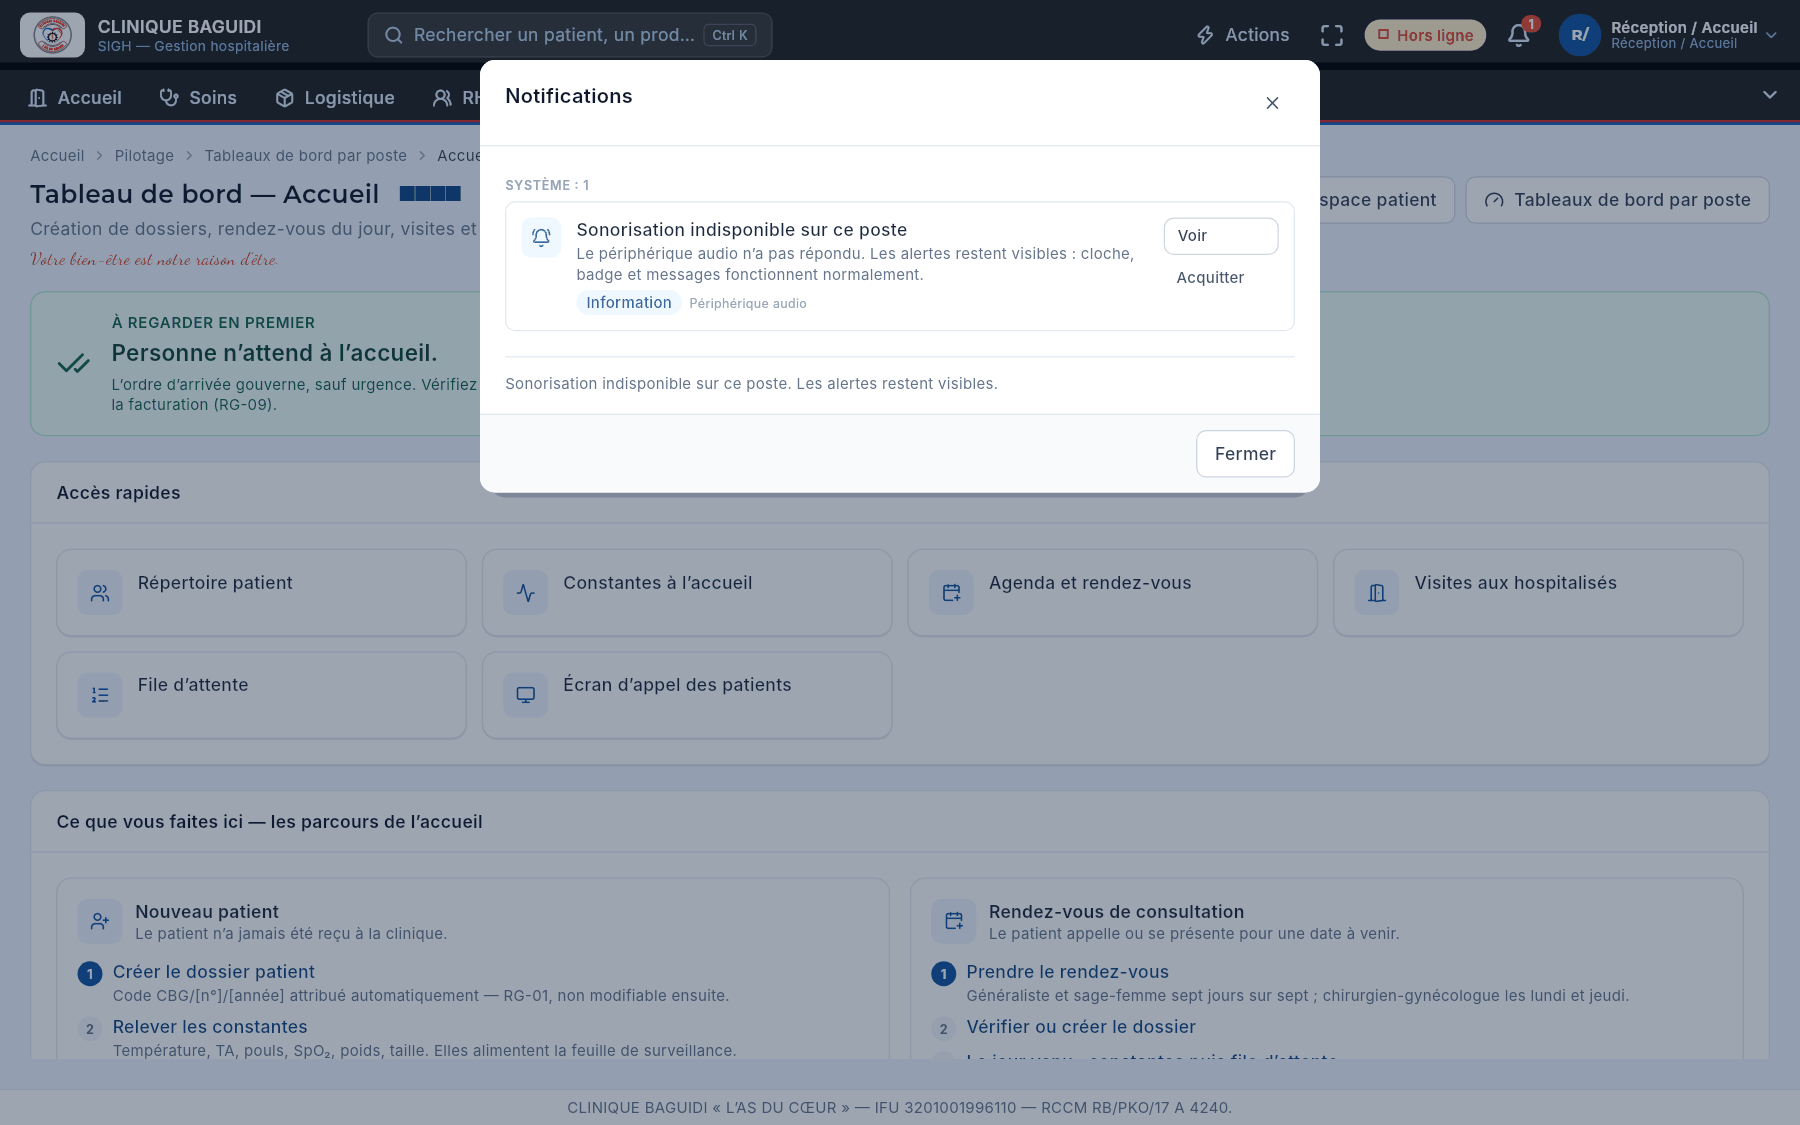 CLINIQUE BAGUIDI
SIGH — Gestion hospitalière
Rechercher un patient, un prod...
Ctrl K
Actions
Hors ligne
1
R/
Réception / Accueil
Réception / Accueil
Accueil
Soins
Logistique
Accueil
Pilotage
Tableaux de bord par poste
Tableau de bord — Accueil
Création de dossiers, rendez-vous du jour, visites et
Votre bien-être est notre raison d'être.
patient
Tableaux de bord par poste
Notifications
SYSTÈME : 1
Sonorisation indisponible sur ce poste
Le périphérique audio n’a pas répondu. Les alertes restent visibles : cloche,
badge et messages fonctionnent normalement.
Information
Périphérique audio
Voir
Acquitter
Sonorisation indisponible sur ce poste. Les alertes restent visibles.
Fermer
À REGARDER EN PREMIER
Personne n’attend à l’accueil.
L’ordre d’arrivée gouverne, sauf urgence. Vérifiez
la facturation (RG-09).
Accès rapides
Répertoire patient
Constantes à l’accueil
Agenda et rendez-vous
Visites aux hospitalisés
File d’attente
Écran d’appel des patients
Ce que vous faites ici — les parcours de l’accueil
Nouveau patient
Le patient n’a jamais été reçu à la clinique.
1 Créer le dossier patient
Code CBG/[n°]/[année] attribué automatiquement — RG-01, non modifiable ensuite.
2 Relever les constantes
Température, TA, pouls, SpO₂, poids, taille. Elles alimentent la feuille de surveillance.
Rendez-vous de consultation
Le patient appelle ou se présente pour une date à venir.
1 Prendre le rendez-vous
Généraliste et sage-femme sept jours sur sept ; chirurgien-gynécologue les lundi et jeudi.
2 Vérifier ou créer le dossier
CLINIQUE BAGUIDI « L’AS DU CŒUR » — IFU 3201001996110 — RCCM RB/PKO/17 A 4240.